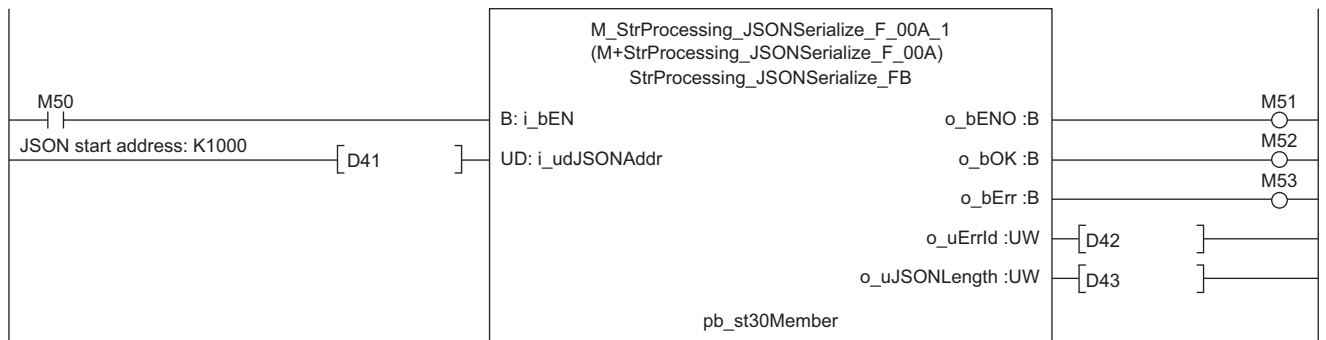 M_StrProcessing_JSONSerialize_F_00A_1
(M+StrProcessing_JSONSerialize_F_00A)
StrProcessing_JSONSerialize_FB
M50
B: i_bEN
o_bENO :B
M51
JSON start address: K1000
D41
UD: i_udJSONAddr
o_bOK :B
M52
o_bErr :B
M53
o_uErrId :UW
D42
o_uJSONLength :UW
D43
pb_st30Member